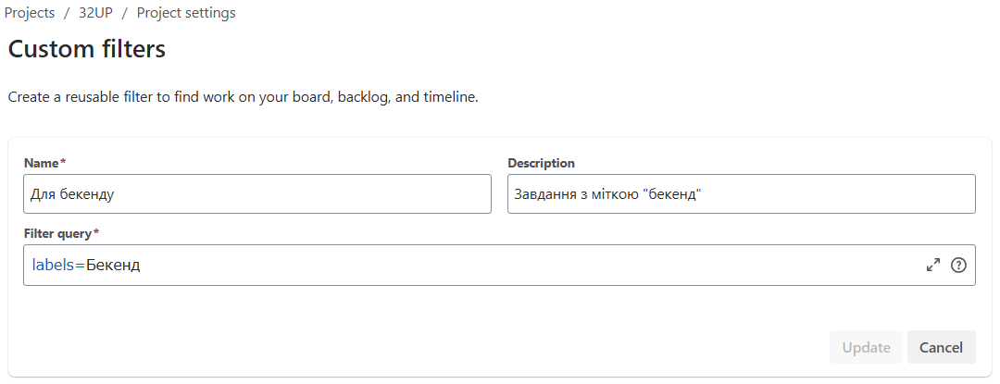 Projects / 32UP / Project settings
Custom filters
Create a reusable filter to find work on your board, backlog, and timeline.
Name* Description
Для бекенду Завдання з міткою "бекенд"
Filter query*
labels=Бекенд
Update Cancel